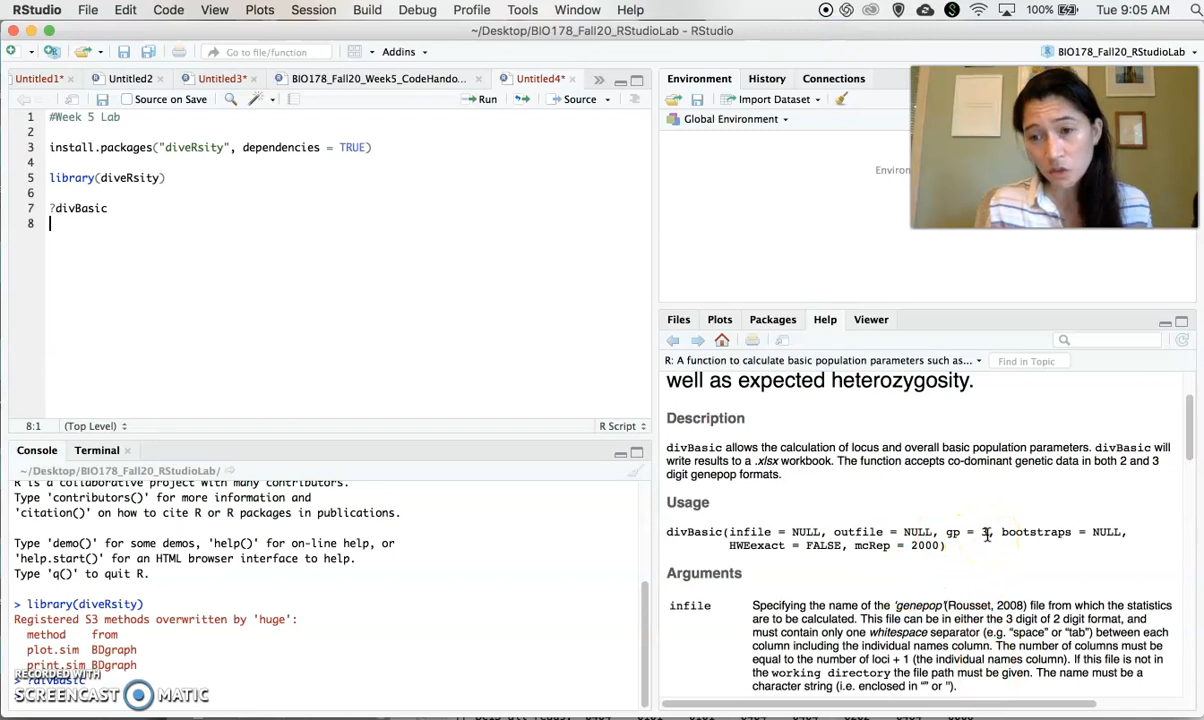 RStudio File Edit Code View Plots Session Build Debug Profile Tools Window Help 100% Tue 9:05 AM
~/Desktop/BIO178_Fall20_RStudioLab - RStudio
Go to file/function Addins BIO178_Fall20_RStudioLab
Untitled1* Untitled2 Untitled3* BIO178_Fall20_Week5_CodeHando... Untitled4*
Source on Save Run Source
1 #Week 5 Lab
2
3 install.packages("diveRsity", dependencies = TRUE)
4
5 library(diveRsity)
6
7 ?divBasic
8
8:1 (Top Level) R Script
Console Terminal
~/Desktop/BIO178_Fall20_RStudioLab/
R is a collaborative project with many contributors.
Type 'contributors()' for more information and
'citation()' on how to cite R or R packages in publications.
Type 'demo()' for some demos, 'help()' for on-line help, or
'help.start()' for an HTML browser interface to help.
Type 'q()' to quit R.
> library(diveRsity)
Registered S3 methods overwritten by 'huge':
method from
plot.sim BDgraph
print.sim BDgraph
> ?divBasic
>
RECORDED WITH
SCREENCAST MATIC
Environment History Connections
Import Dataset
Global Environment
Environ
Files Plots Packages Help Viewer
R: A function to calculate basic population parameters such as... Find in Topic
well as expected heterozygosity.
Description
divBasic allows the calculation of locus and overall basic population parameters. divBasic will
write results to a .xlsx workbook. The function accepts co-dominant genetic data in both 2 and 3
digit genepop formats.
Usage
divBasic(infile = NULL, outfile = NULL, gp = 3, bootstraps = NULL,
HWEexact = FALSE, mcRep = 2000)
Arguments
infile Specifying the name of the ‘genepop’(Rousset, 2008) file from which the statistics
are to be calculated. This file can be in either the 3 digit of 2 digit format, and
must contain only one whitespace separator (e.g. “space” or “tab”) between each
column including the individual names column. The number of columns must be
equal to the number of loci + 1 (the individual names column). If this file is not in
the working directory the file path must be given. The name must be a
character string (i.e. enclosed in “” or ‘’).